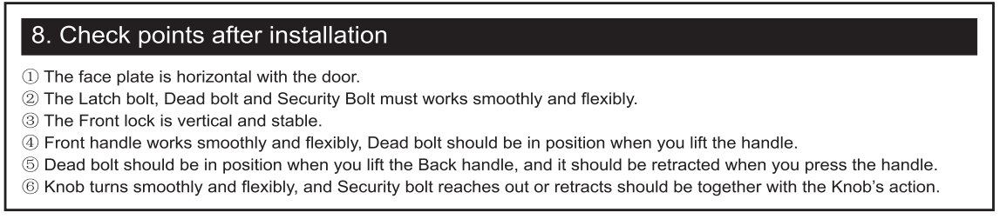 8. Check points after installation
① The face plate is horizontal with the door.
② The Latch bolt, Dead bolt and Security Bolt must works smoothly and flexibly.
③ The Front lock is vertical and stable.
④ Front handle works smoothly and flexibly, Dead bolt should be in position when you lift the handle.
⑤ Dead bolt should be in position when you lift the Back handle, and it should be retracted when you press the handle.
⑥ Knob turns smoothly and flexibly, and Security bolt reaches out or retracts should be together with the Knob's action.